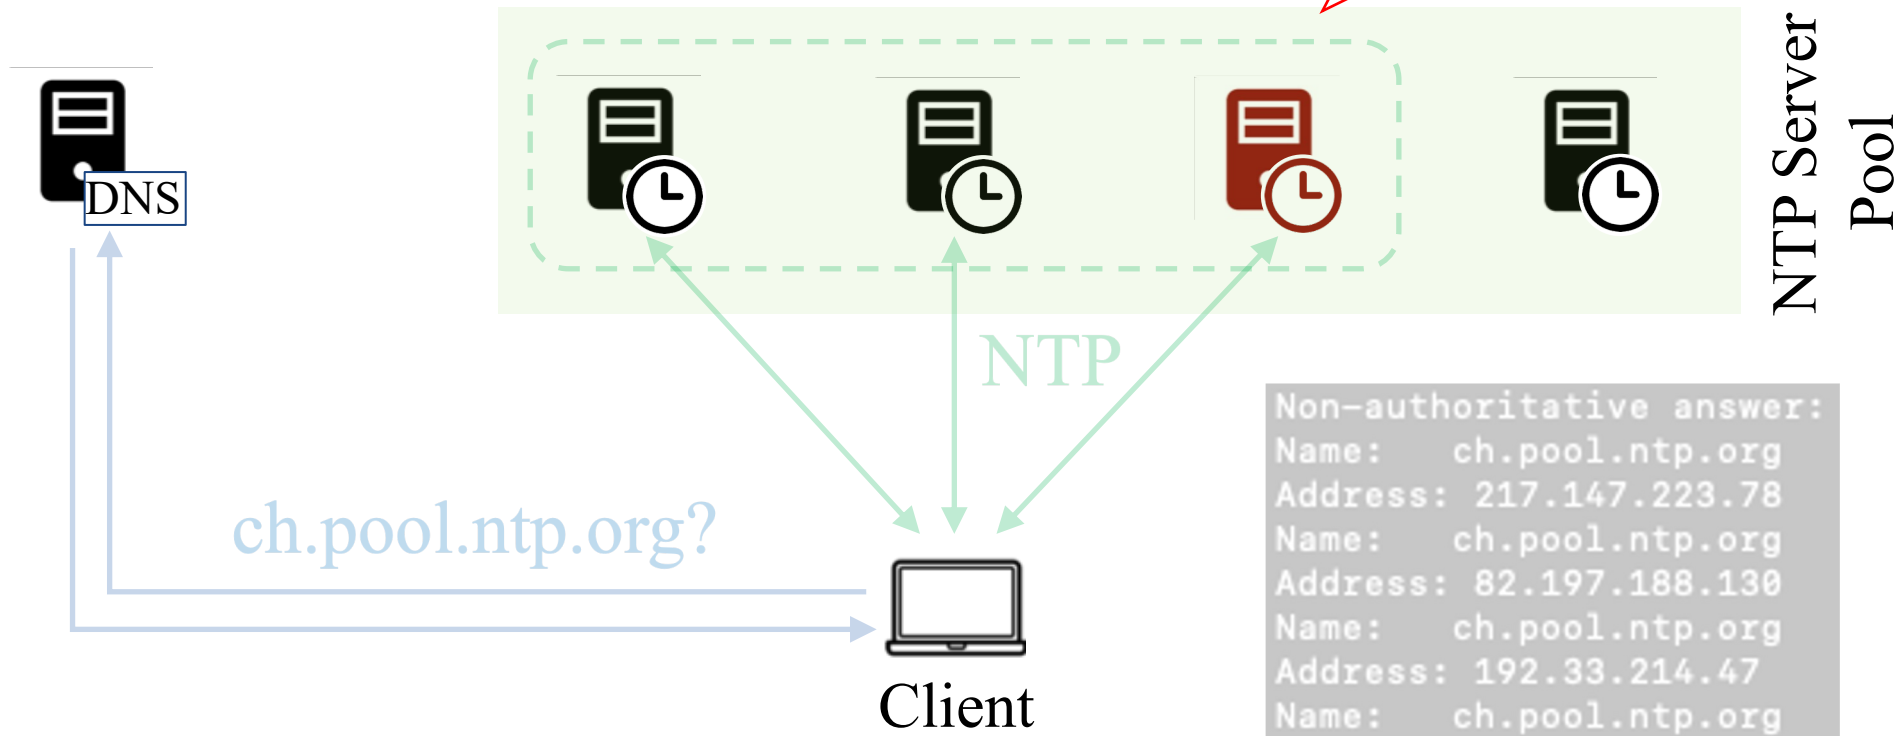 DNS
NTP Server
Pool
NTP
ch.pool.ntp.org?
Client
Non-authoritative answer:
Name: ch.pool.ntp.org
Address: 217.147.223.78
Name: ch.pool.ntp.org
Address: 82.197.188.130
Name: ch.pool.ntp.org
Address: 192.33.214.47
Name: ch.pool.ntp.org